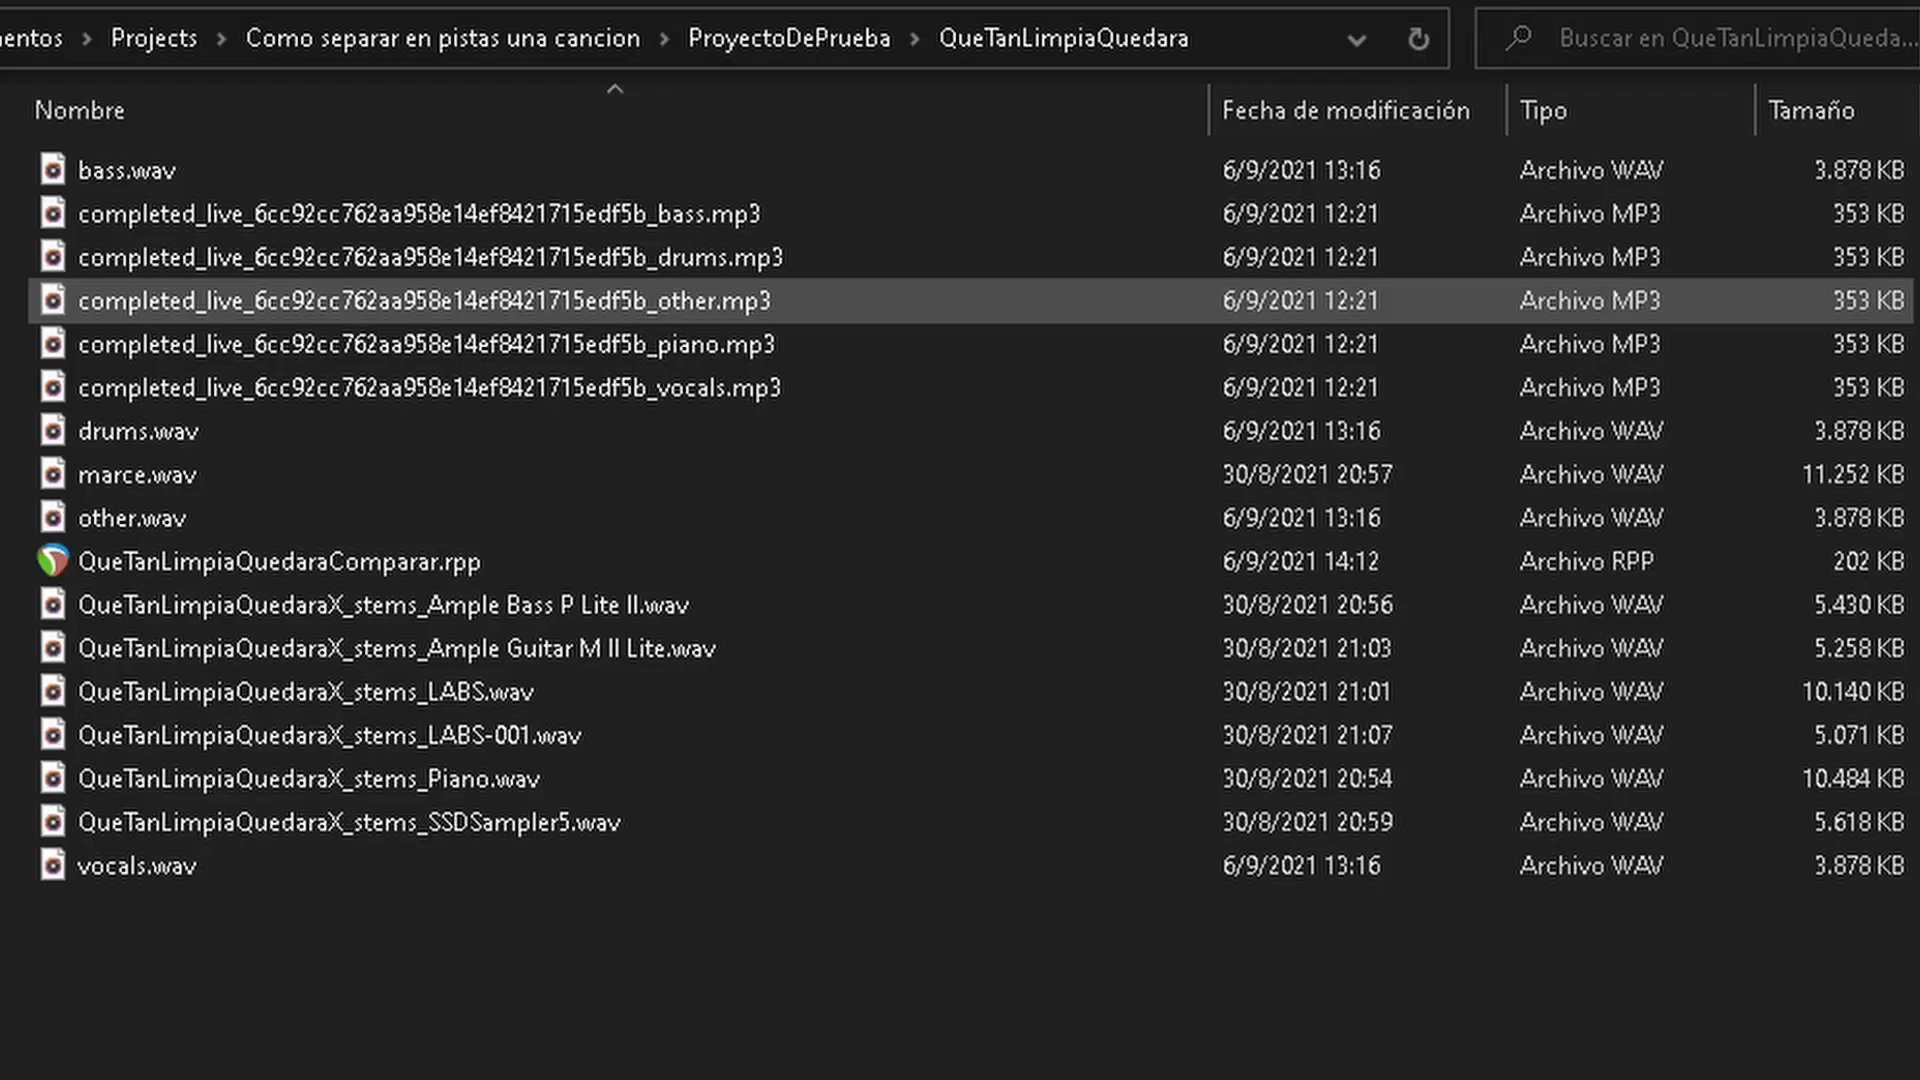 entos > Projects > Como separar en pistas una cancion > ProyectoDePrueba > QueTanLimpiaQuedara Buscar en QueTanLimpiaQueda...
Nombre Fecha de modificación Tipo Tamaño
bass.wav 6/9/2021 13:16 Archivo WAV 3.878 KB
completed_live_6cc92cc762aa958e14ef8421715edf5b_bass.mp3 6/9/2021 12:21 Archivo MP3 353 KB
completed_live_6cc92cc762aa958e14ef8421715edf5b_drums.mp3 6/9/2021 12:21 Archivo MP3 353 KB
completed_live_6cc92cc762aa958e14ef8421715edf5b_other.mp3 6/9/2021 12:21 Archivo MP3 353 KB
completed_live_6cc92cc762aa958e14ef8421715edf5b_piano.mp3 6/9/2021 12:21 Archivo MP3 353 KB
completed_live_6cc92cc762aa958e14ef8421715edf5b_vocals.mp3 6/9/2021 12:21 Archivo MP3 353 KB
drums.wav 6/9/2021 13:16 Archivo WAV 3.878 KB
marce.wav 30/8/2021 20:57 Archivo WAV 11.252 KB
other.wav 6/9/2021 13:16 Archivo WAV 3.878 KB
QueTanLimpiaQuedaraComparar.rpp 6/9/2021 14:12 Archivo RPP 202 KB
QueTanLimpiaQuedaraX_stems_Ample Bass P Lite II.wav 30/8/2021 20:56 Archivo WAV 5.430 KB
QueTanLimpiaQuedaraX_stems_Ample Guitar M II Lite.wav 30/8/2021 21:03 Archivo WAV 5.258 KB
QueTanLimpiaQuedaraX_stems_LABS.wav 30/8/2021 21:01 Archivo WAV 10.140 KB
QueTanLimpiaQuedaraX_stems_LABS-001.wav 30/8/2021 21:07 Archivo WAV 5.071 KB
QueTanLimpiaQuedaraX_stems_Piano.wav 30/8/2021 20:54 Archivo WAV 10.484 KB
QueTanLimpiaQuedaraX_stems_SSDSampler5.wav 30/8/2021 20:59 Archivo WAV 5.618 KB
vocals.wav 6/9/2021 13:16 Archivo WAV 3.878 KB